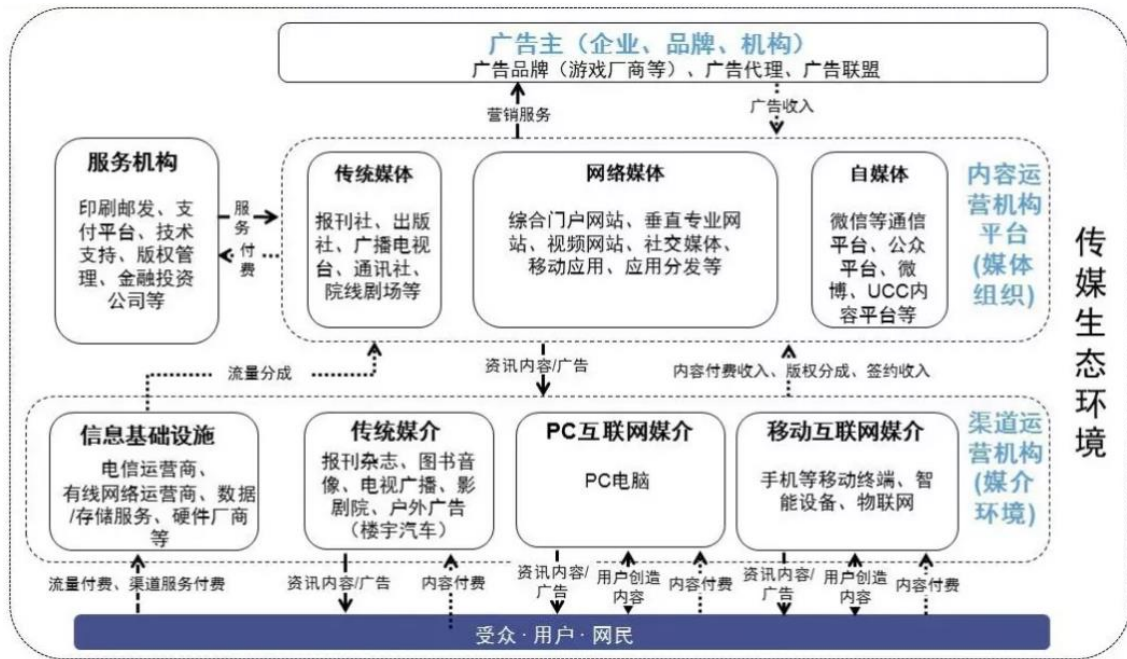 广告主（企业、品牌、机构）
广告品牌（游戏厂商等）、广告代理、广告联盟
营销服务
广告收入
服务机构
印刷邮发、支
付平台、技术
支持、版权管
理、金融投资
公司等
服
务
付
费
传统媒体
报刊社、出版
社、广播电视
台、通讯社、
院线剧场等
网络媒体
综合门户网站、垂直专业网
站、视频网站、社交媒体、
移动应用、应用分发等
自媒体
微信等通信
平台、公众
平台、微
博、UCC内
容平台等
内容运
营机构
平台
(媒体
组织)
传
媒
生
态
环
境
流量分成
资讯内容/广告
内容付费收入、版权分成、签约收入
信息基础设施
电信运营商、
有线网络运营商、数据
/存储服务、硬件厂商
等
传统媒介
报刊杂志、图书音
像、电视广播、影
剧院、户外广告
（楼宇汽车）
PC互联网媒介
PC电脑
移动互联网媒介
手机等移动终端、智
能设备、物联网
渠道运
营机构
(媒介
环境)
流量付费、渠道服务付费
资讯内容/广告
内容付费
资讯内容/
广告
用户创造
内容
内容付费
资讯内容/
广告
用户创造
内容
内容付费
受众·用户·网民